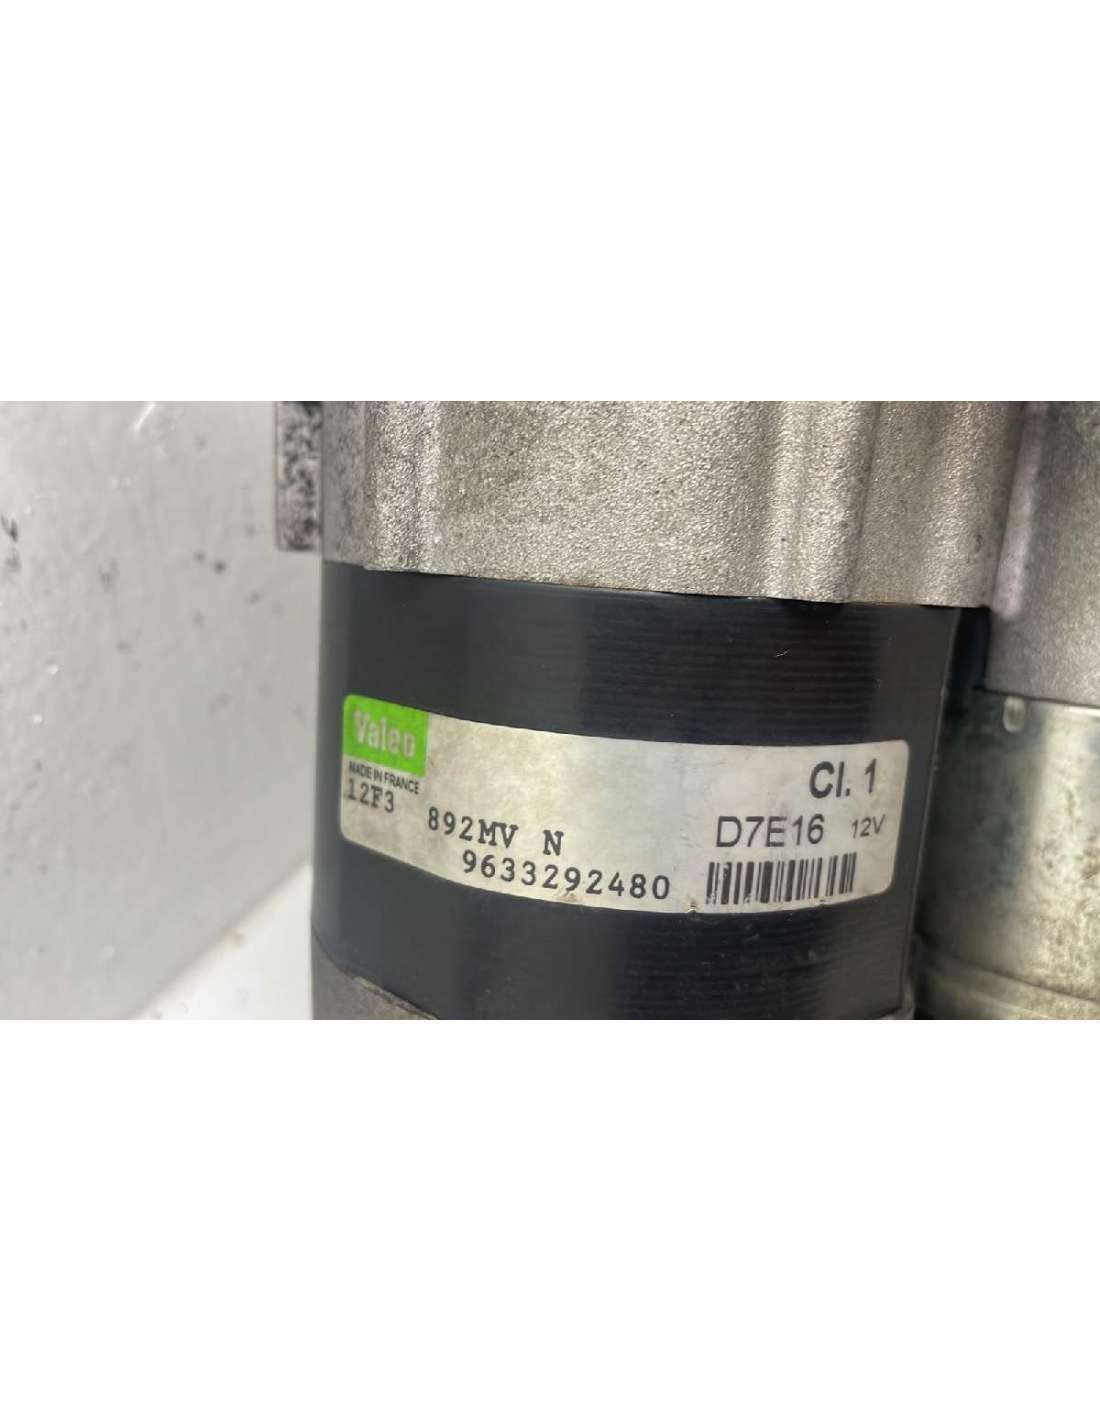 Valeo
MADE IN FRANCE
12F3
892MV N
9633292480
Cl. 1
D7E16 12V